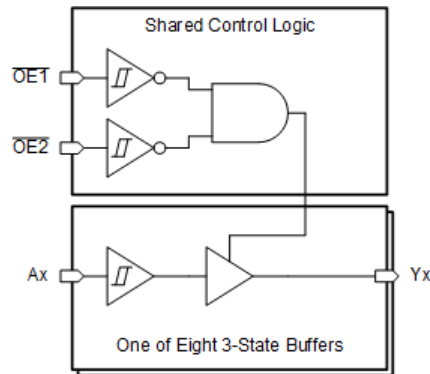 Shared Control Logic
OE1
OE2
Ax
Yx
One of Eight 3-State Buffers